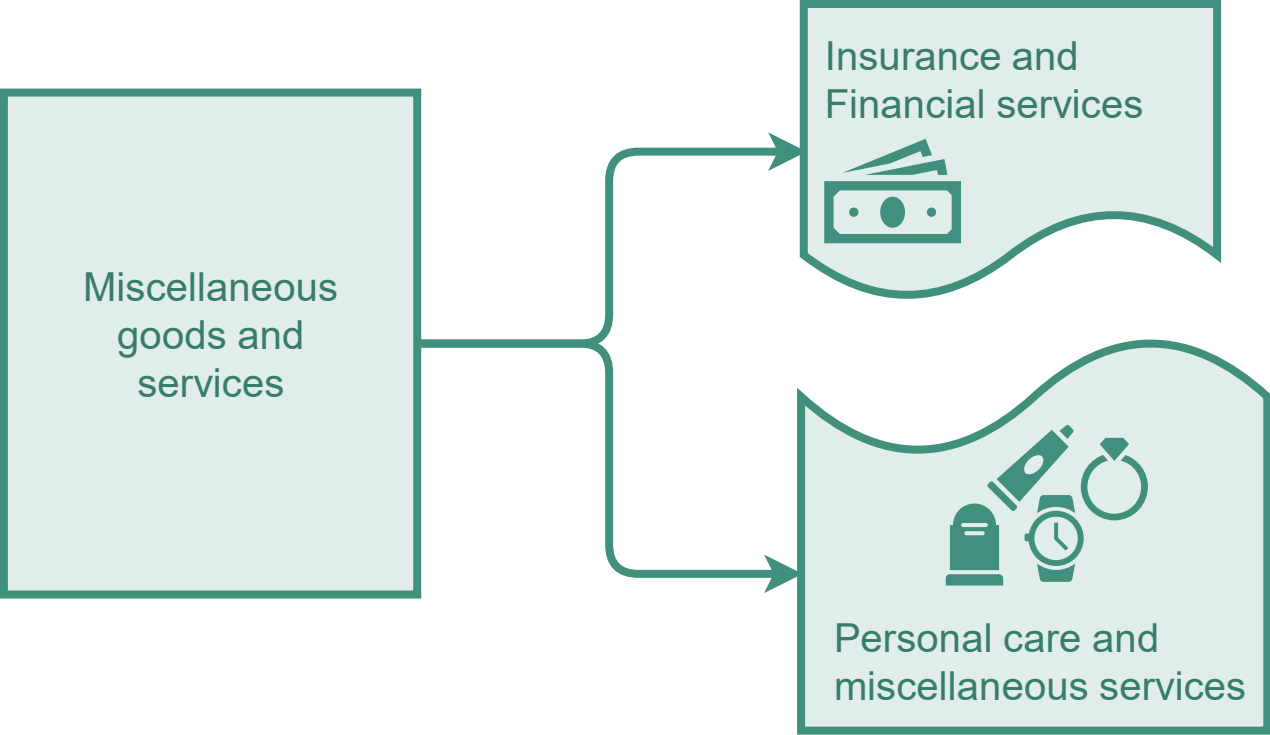 Miscellaneous
goods and
services
Insurance and
Financial services
Personal care and
miscellaneous services